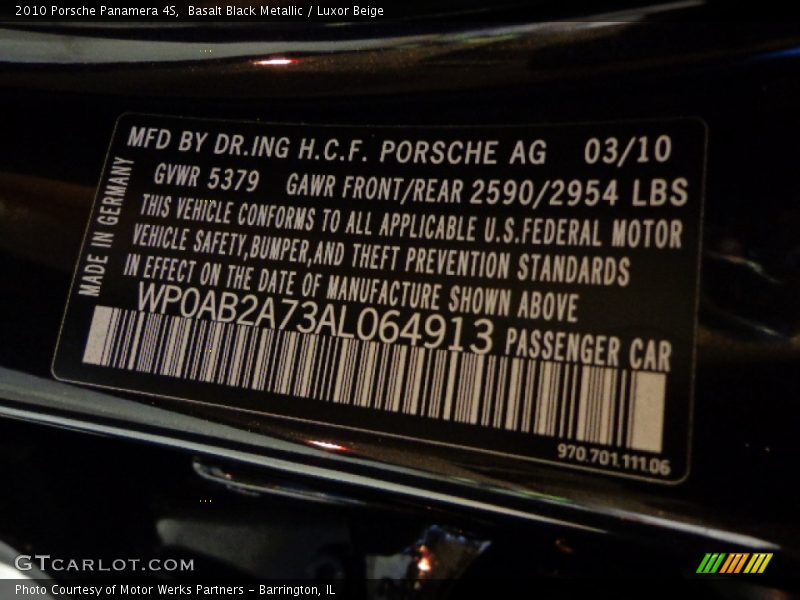 2010 Porsche Panamera 4S,  Basalt Black Metallic / Luxor Beige
MFD BY DR.ING H.C.F. PORSCHE AG 03/10
GVWR 5379 GAWR FRONT/REAR 2590/2954 LBS
THIS VEHICLE CONFORMS TO ALL APPLICABLE U.S.FEDERAL MOTOR
VEHICLE SAFETY,BUMPER,AND THEFT PREVENTION STANDARDS
IN EFFECT ON THE DATE OF MANUFACTURE SHOWN ABOVE
WP0AB2A73AL064913 PASSENGER CAR
MADE IN GERMANY
970.701.111.06
GTCARLOT.COM
Photo Courtesy of Motor Werks Partners - Barrington, IL